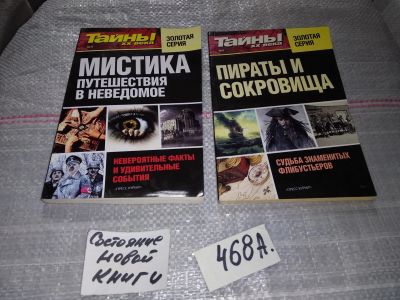 Тайны
XX века
ЗОЛОТАЯ
СЕРИЯ
МИСТИКА
ПУТЕШЕСТВИЯ
В НЕВЕДОМОЕ
НЕВЕРОЯТНЫЕ ФАКТЫ
И УДИВИТЕЛЬНЫЕ
СОБЫТИЯ
Тайны
XX века
ЗОЛОТАЯ
СЕРИЯ
ПИРАТЫ И
СОКРОВИЩА
СУДЬБА ЗНАМЕНИТЫХ
ФЛИБУСТЬЕРОВ
Состояние
Новой
Книги
468А.